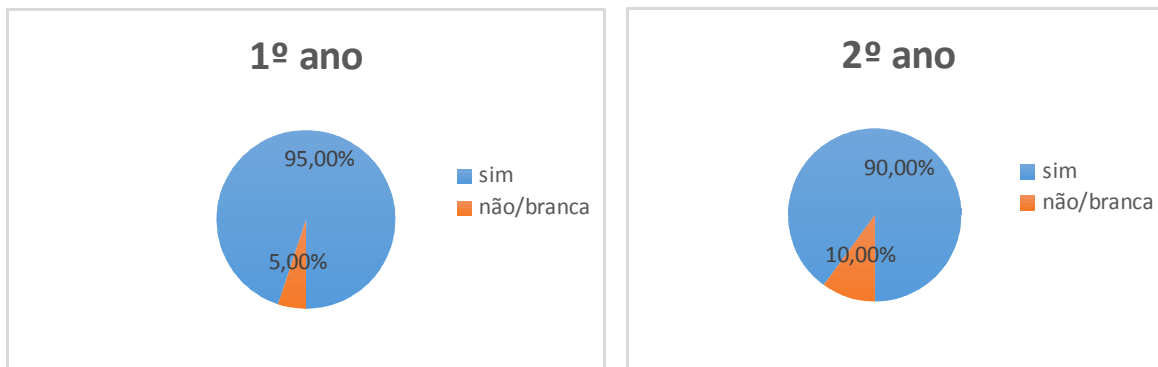 1º ano
95,00%
5,00%
sim
não/branca
2º ano
90,00%
10,00%
sim
não/branca